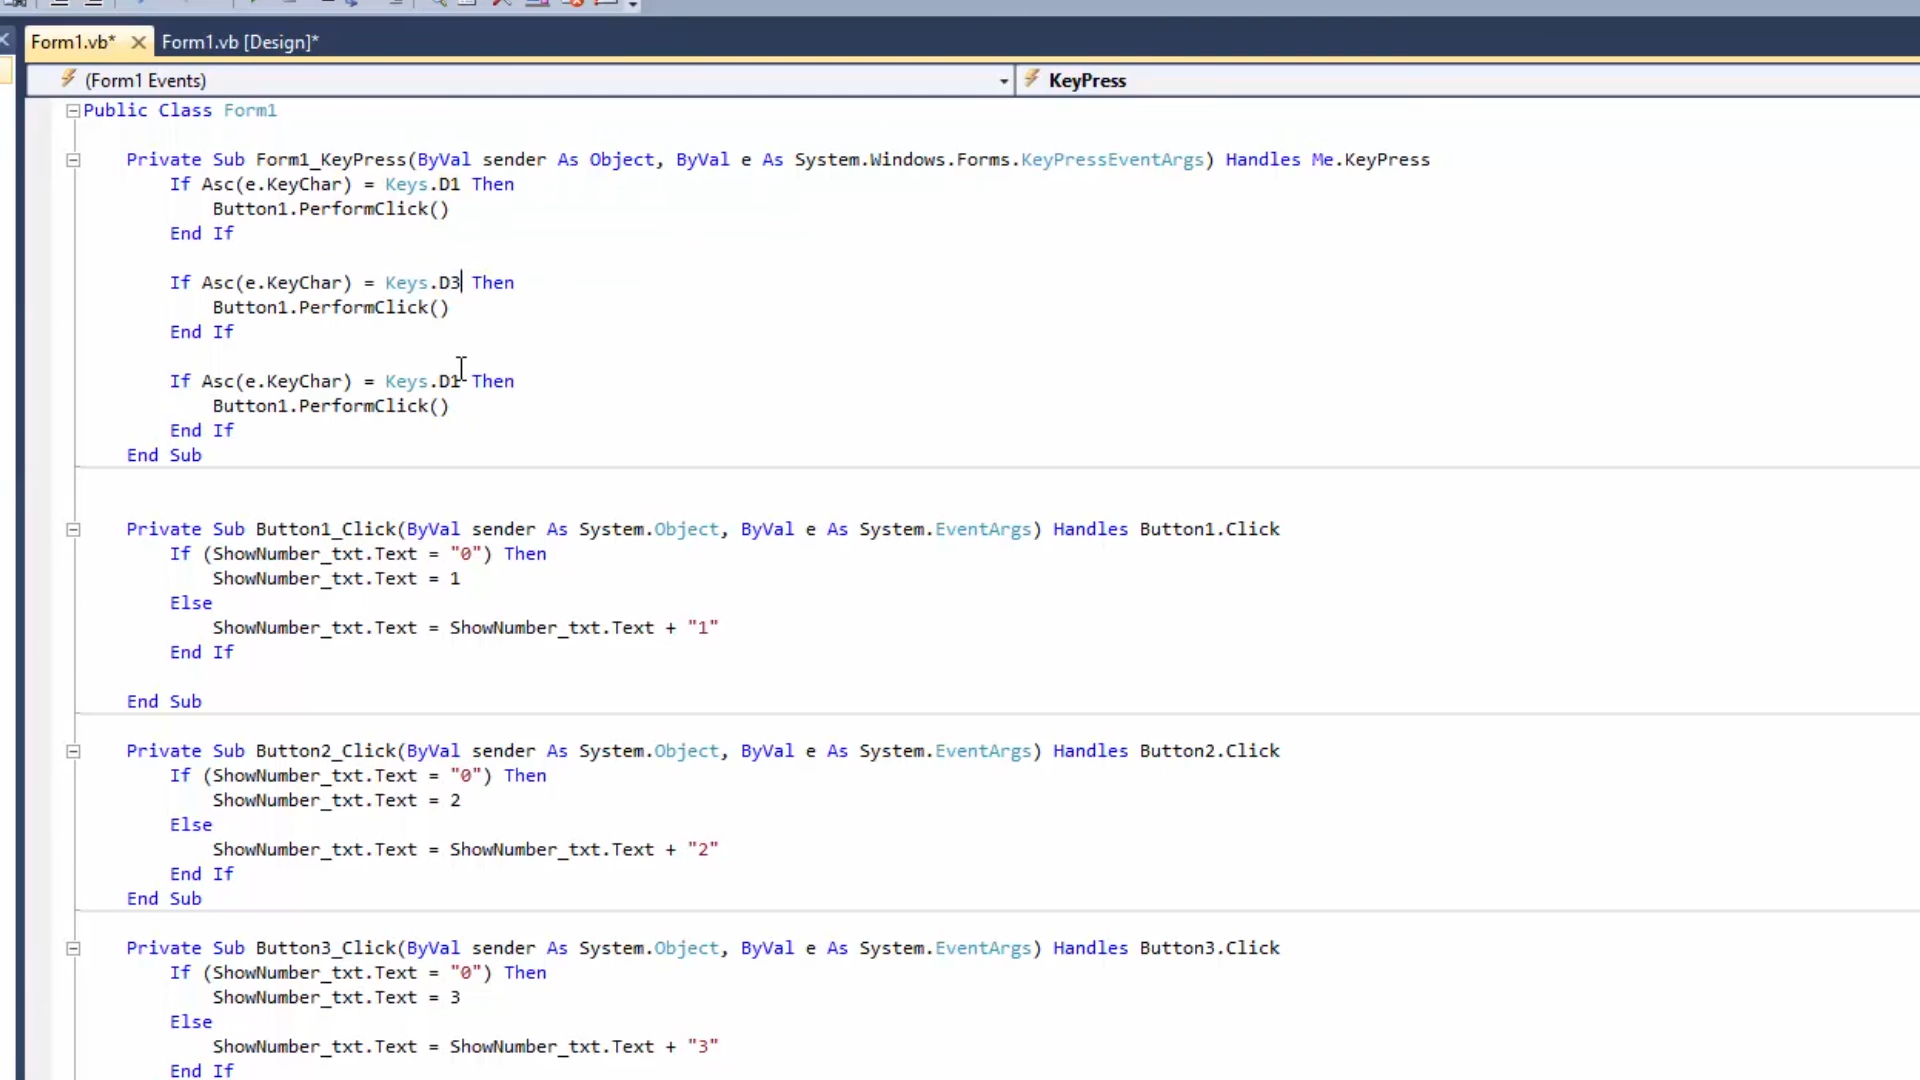 Form1.vb* Form1.vb [Design]*
(Form1 Events) KeyPress
Public Class Form1
Private Sub Form1_KeyPress(ByVal sender As Object, ByVal e As System.Windows.Forms.KeyPressEventArgs) Handles Me.KeyPress
If Asc(e.KeyChar) = Keys.D1 Then
Button1.PerformClick()
End If
If Asc(e.KeyChar) = Keys.D3 Then
Button1.PerformClick()
End If
If Asc(e.KeyChar) = Keys.D1 Then
Button1.PerformClick()
End If
End Sub
Private Sub Button1_Click(ByVal sender As System.Object, ByVal e As System.EventArgs) Handles Button1.Click
If (ShowNumber_txt.Text = "0") Then
ShowNumber_txt.Text = 1
Else
ShowNumber_txt.Text = ShowNumber_txt.Text + "1"
End If
End Sub
Private Sub Button2_Click(ByVal sender As System.Object, ByVal e As System.EventArgs) Handles Button2.Click
If (ShowNumber_txt.Text = "0") Then
ShowNumber_txt.Text = 2
Else
ShowNumber_txt.Text = ShowNumber_txt.Text + "2"
End If
End Sub
Private Sub Button3_Click(ByVal sender As System.Object, ByVal e As System.EventArgs) Handles Button3.Click
If (ShowNumber_txt.Text = "0") Then
ShowNumber_txt.Text = 3
Else
ShowNumber_txt.Text = ShowNumber_txt.Text + "3"
End If